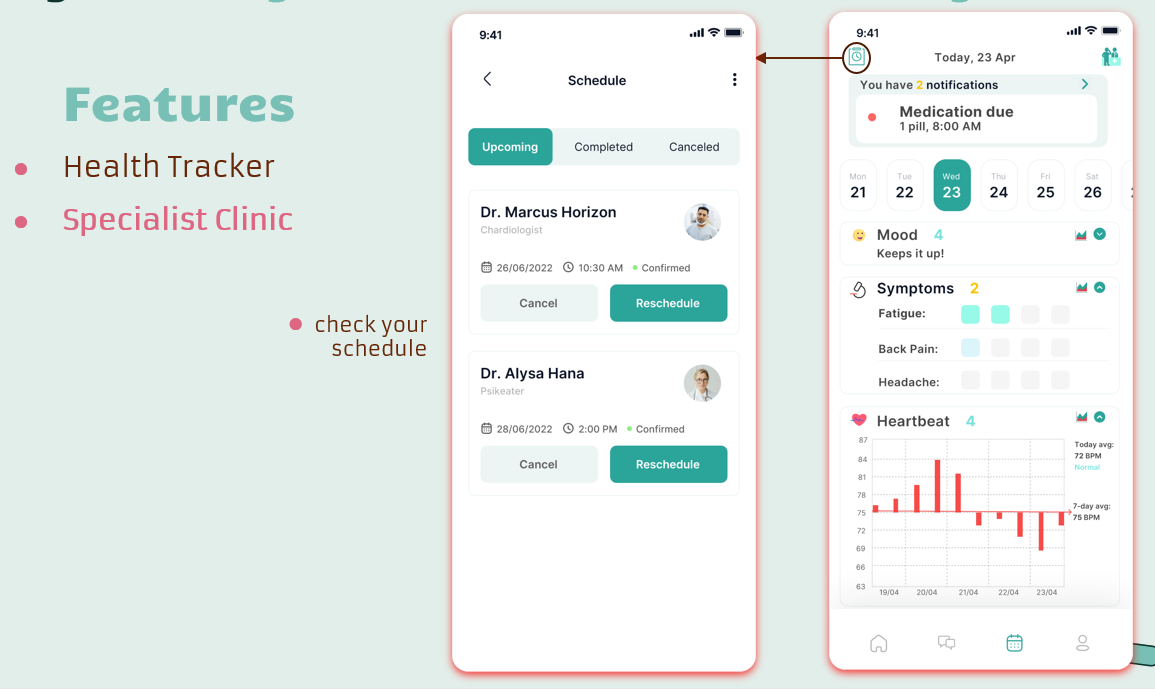 Features
Health Tracker
Specialist Clinic
check your
schedule
9:41
Schedule
Upcoming Completed Canceled
Dr. Marcus Horizon
Chardiologist
26/06/2022 10:30 AM Confirmed
Cancel Reschedule
Dr. Alysa Hana
Psikeater
28/06/2022 2:00 PM Confirmed
Cancel Reschedule
9:41
Today, 23 Apr
You have 2 notifications
Medication due
1 pill, 8:00 AM
Mon Tue Wed Thu Fri Sat
21 22 23 24 25 26
Mood 4
Keeps it up!
Symptoms 2
Fatigue:
Back Pain:
Headache:
Heartbeat 4
87
84
81
78
75
72
69
66
63
19/04 20/04 21/04 22/04 23/04
Today avg:
72 BPM
Normal
7-day avg:
75 BPM